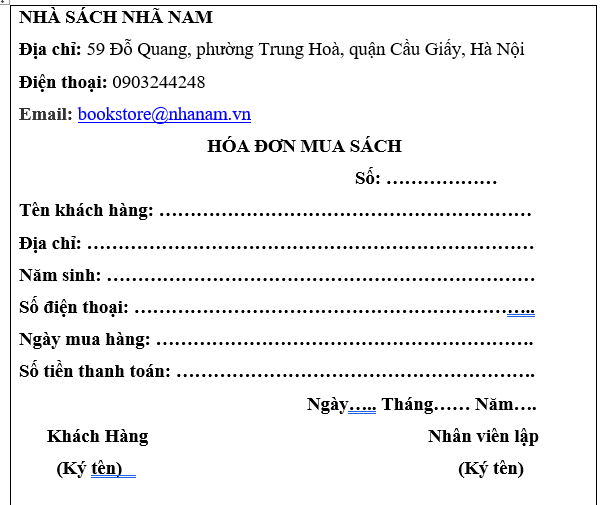 NHÀ SÁCH NHÃ NAM
Địa chỉ: 59 Đỗ Quang, phường Trung Hoà, quận Cầu Giấy, Hà Nội
Điện thoại: 0903244248
Email: bookstore@nhanam.vn
HÓA ĐƠN MUA SÁCH
Số: ………………
Tên khách hàng: ……………………………………………………
Địa chỉ: ………………………………………………………………
Năm sinh: ……………………………………………………………
Số điện thoại: ………………………………………………………..
Ngày mua hàng: …………………………………………………….
Số tiền thanh toán: ………………………………………………….
Ngày….. Tháng…… Năm….
Khách Hàng Nhân viên lập
(Ký tên) (Ký tên)